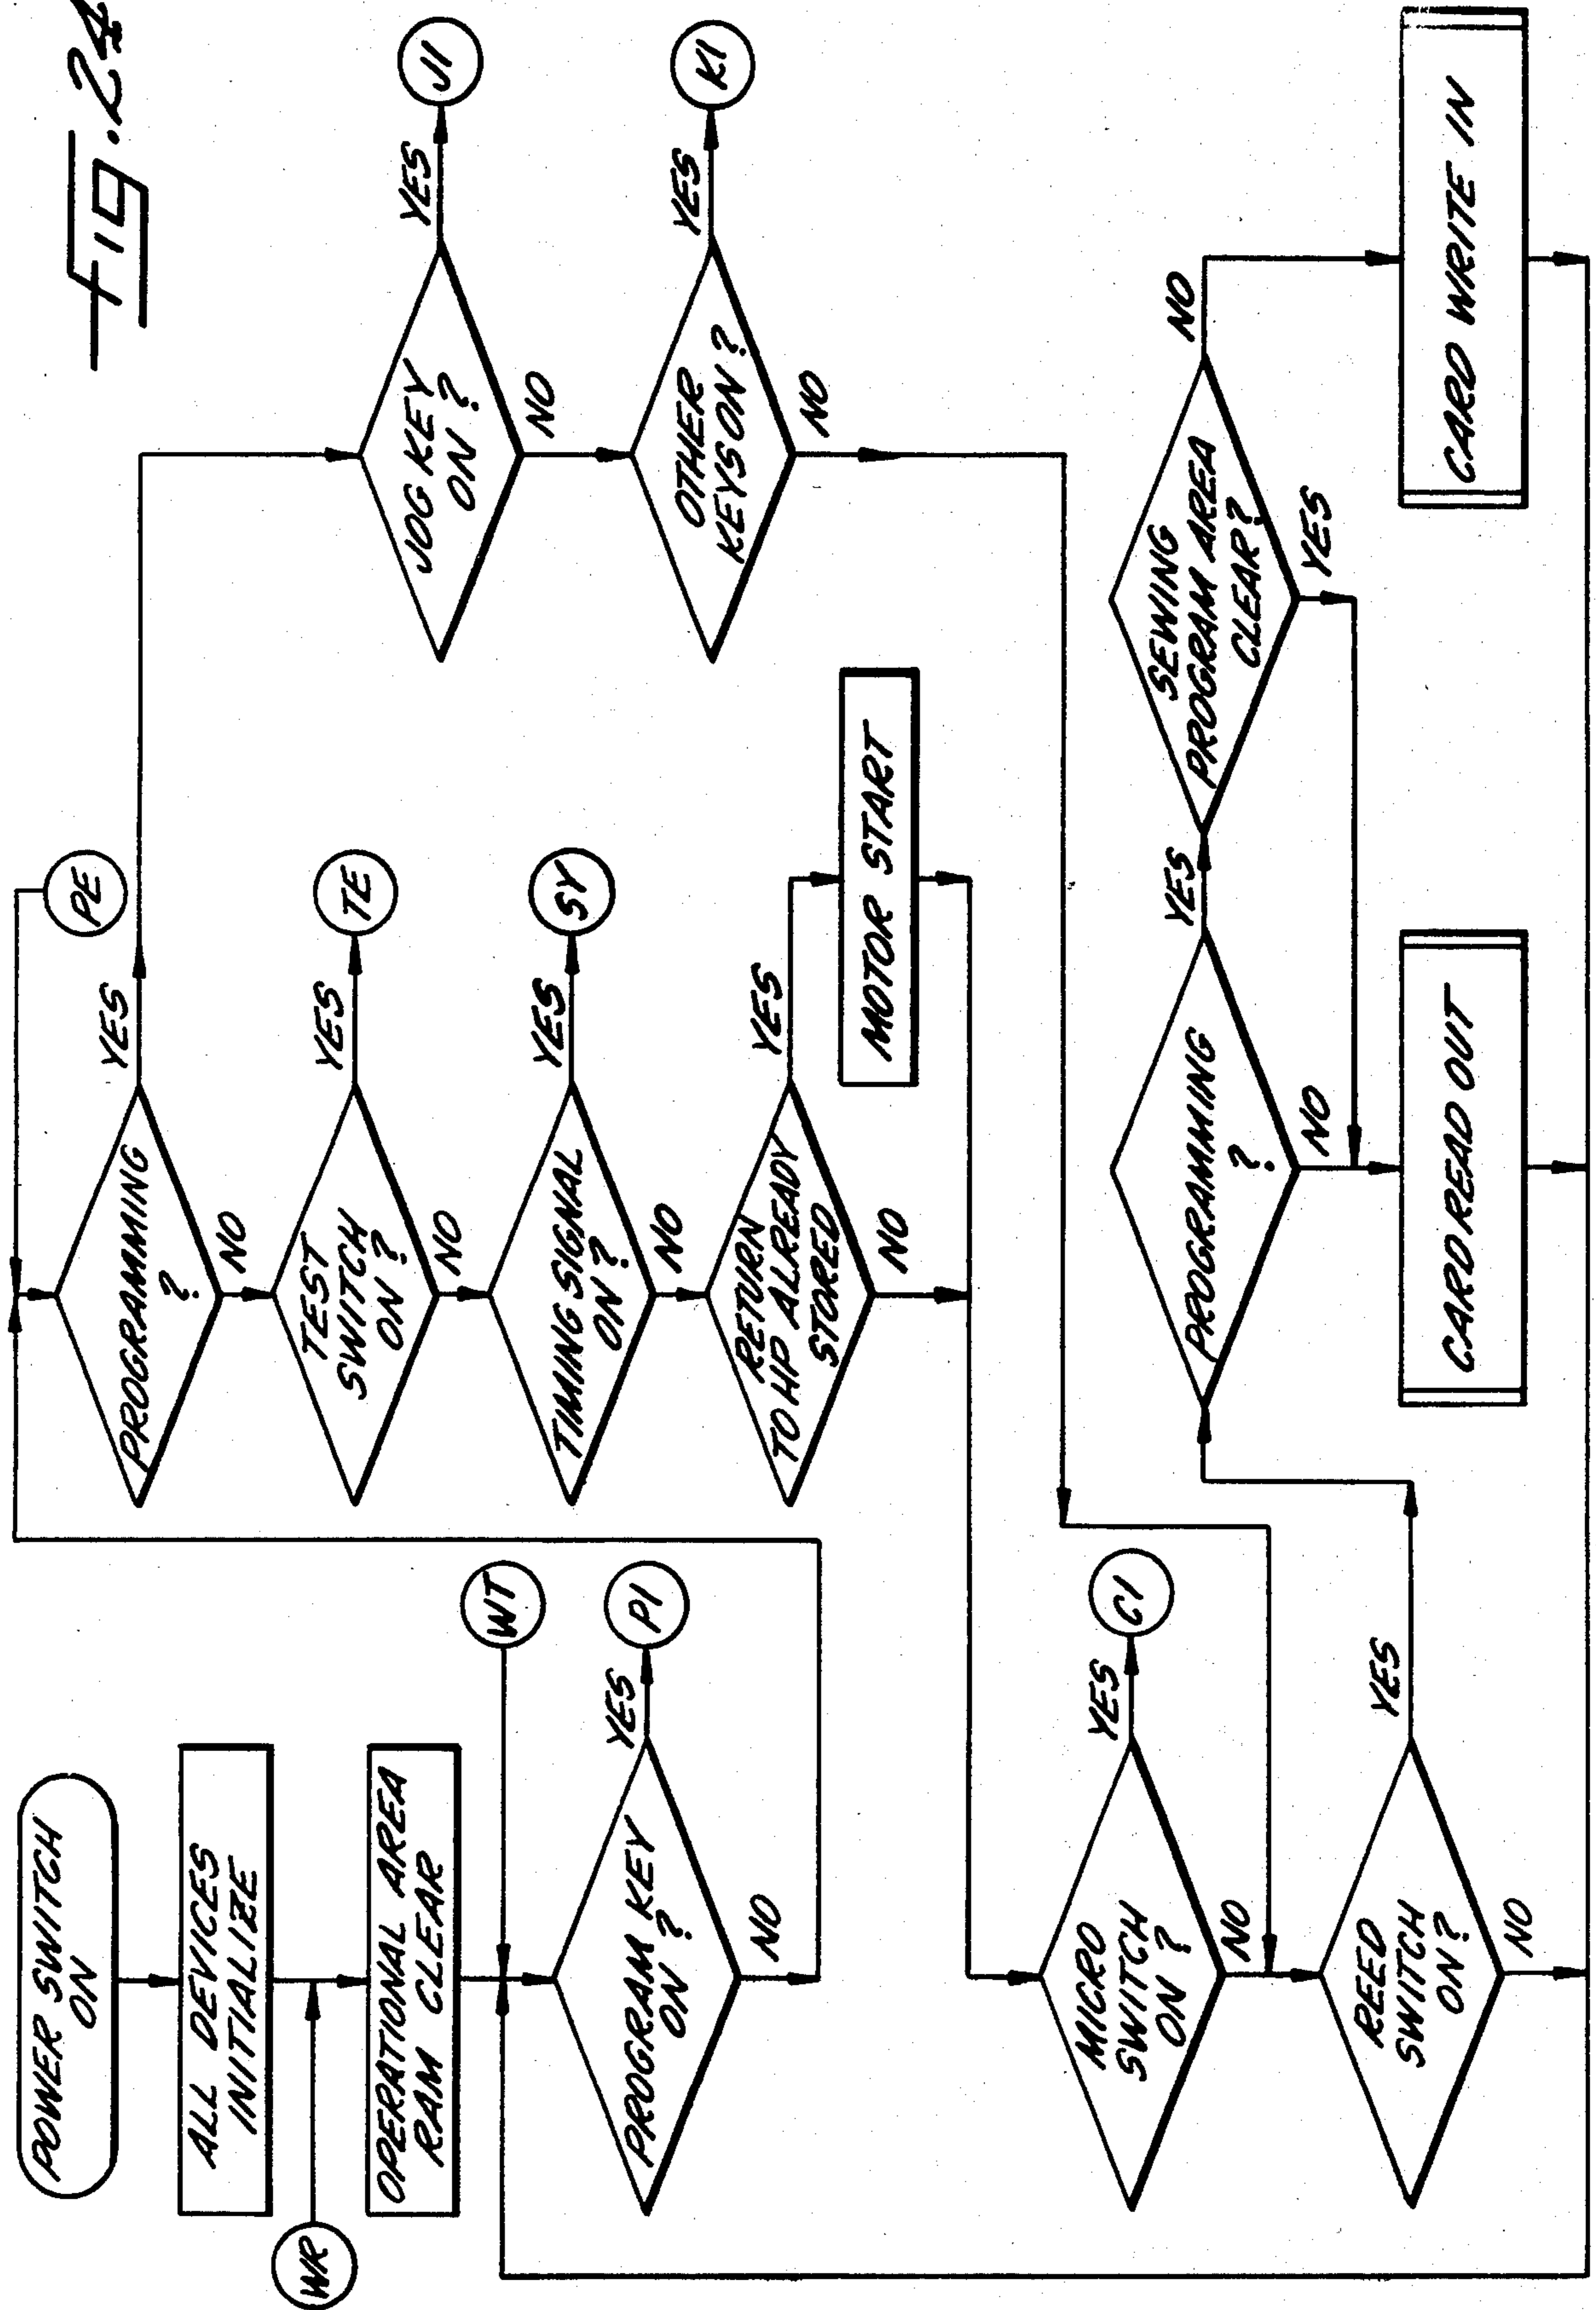 Fig. 24
POWER SWITCH
ON
ALL DEVICES
INITIALIZE
WR
OPERATIONAL AREA
RAM CLEAR
WT
PROGRAM KEY
ON ?
YES
P1
NO
PE
PROGRAMMING
?
YES
NO
TEST
SWITCH
ON ?
YES
TE
NO
TIMING SIGNAL
ON ?
YES
SY
NO
RETURN
TO HP ALREADY
STORED
YES
NO
MOTOR START
JOG KEY
ON ?
YES
J1
NO
OTHER
KEYS ON ?
YES
K1
NO
MICRO
SWITCH
ON ?
YES
C1
NO
REED
SWITCH
ON ?
YES
NO
PROGRAMMING
?
YES
NO
SEWING
PROGRAM AREA
CLEAR ?
NO
YES
CARD READ OUT
CARD WRITE IN